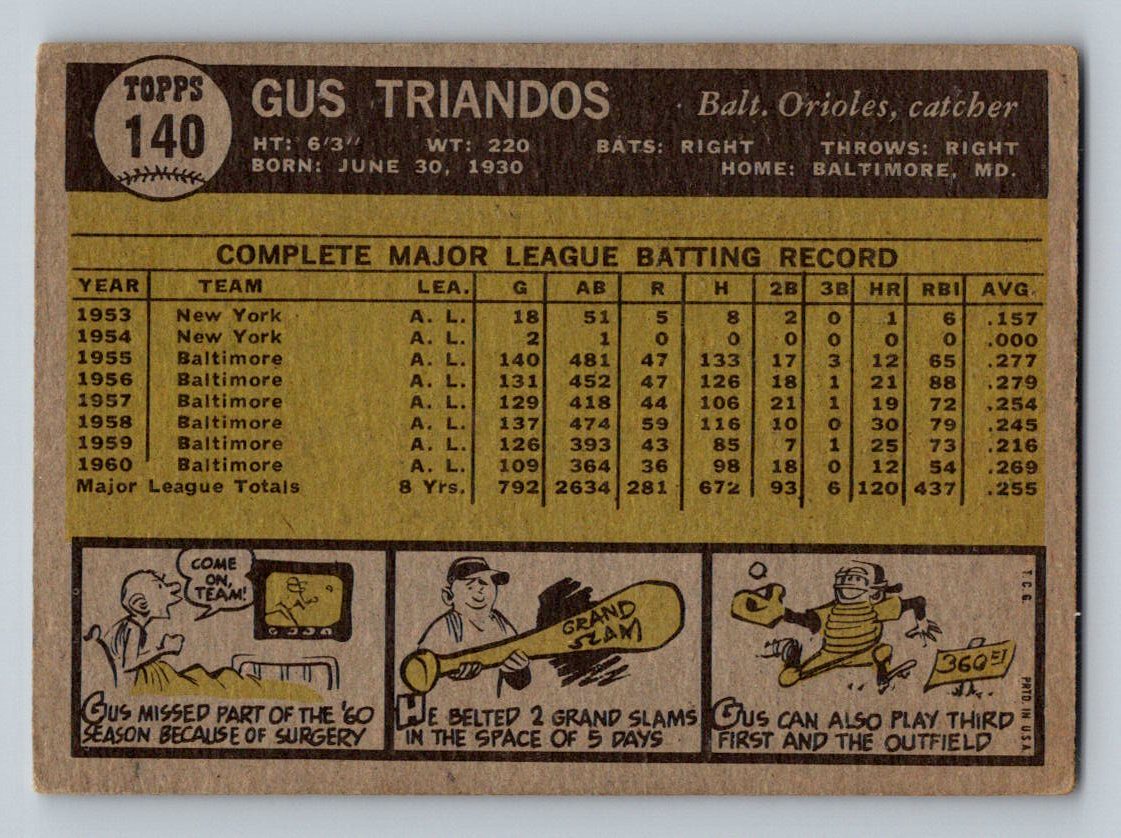 TOPPS
140
GUS TRIANDOS Balt. Orioles, catcher
HT: 6'3" WT: 220 BATS: RIGHT THROWS: RIGHT
BORN: JUNE 30, 1930 HOME: BALTIMORE, MD.
COMPLETE MAJOR LEAGUE BATTING RECORD
YEAR TEAM LEA. G AB R H 2B 3B HR RBI AVG.
1953 New York A. L. 18 51 5 8 2 0 1 6 .157
1954 New York A. L. 2 1 0 0 0 0 0 0 .000
1955 Baltimore A. L. 140 481 47 133 17 3 12 65 .277
1956 Baltimore A. L. 131 452 47 126 18 1 21 88 .279
1957 Baltimore A. L. 129 418 44 106 21 1 19 72 .254
1958 Baltimore A. L. 137 474 59 116 10 0 30 79 .245
1959 Baltimore A. L. 126 393 43 85 7 1 25 73 .216
1960 Baltimore A. L. 109 364 36 98 18 0 12 54 .269
Major League Totals 8 Yrs. 792 2634 281 672 93 6 120 437 .255
COME
ON,
TEAM!
GUS MISSED PART OF THE '60
SEASON BECAUSE OF SURGERY
GRAND
SLAM
HE BELTED 2 GRAND SLAMS
IN THE SPACE OF 5 DAYS
360 FT
GUS CAN ALSO PLAY THIRD
FIRST AND THE OUTFIELD
T.C.G.
PRTD. IN U.S.A.